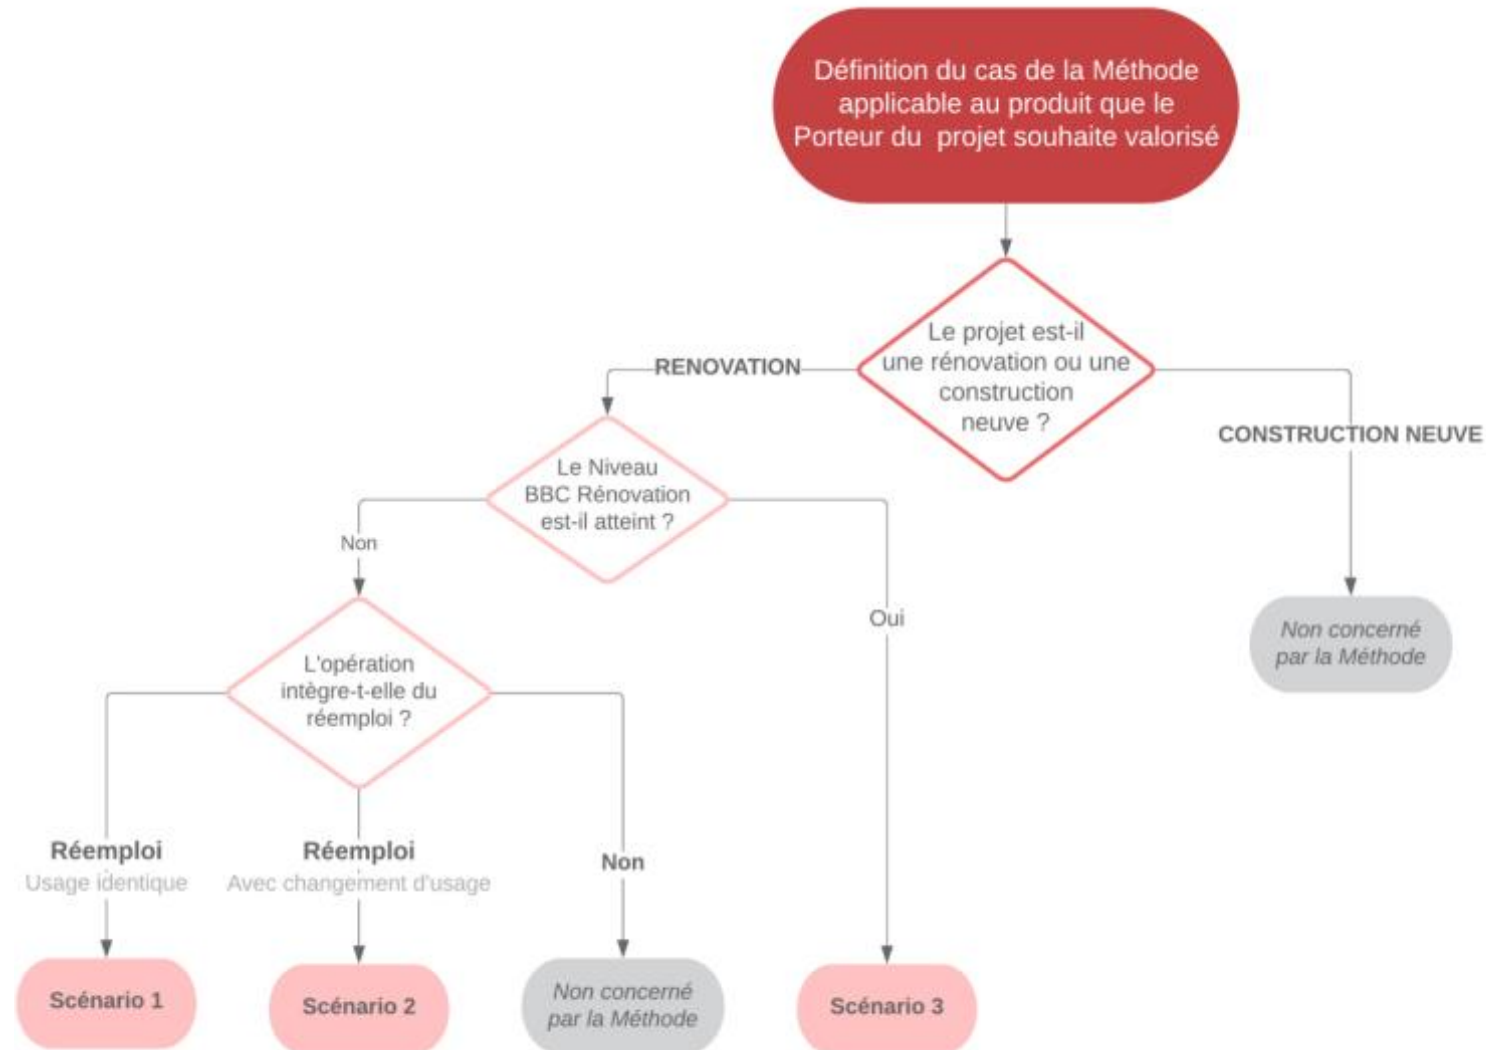 Définition du cas de la Méthode
applicable au produit que le
Porteur du projet souhaite valorisé
Le projet est-il
une rénovation ou une
construction
neuve ?
RENOVATION
CONSTRUCTION NEUVE
Le Niveau
BBC Rénovation
est-il atteint ?
Non
Oui
Non concerné
par la Méthode
L'opération
intègre-t-elle du
réemploi ?
Réemploi
Usage identique
Réemploi
Avec changement d'usage
Non
Scénario 1
Scénario 2
Non concerné
par la Méthode
Scénario 3